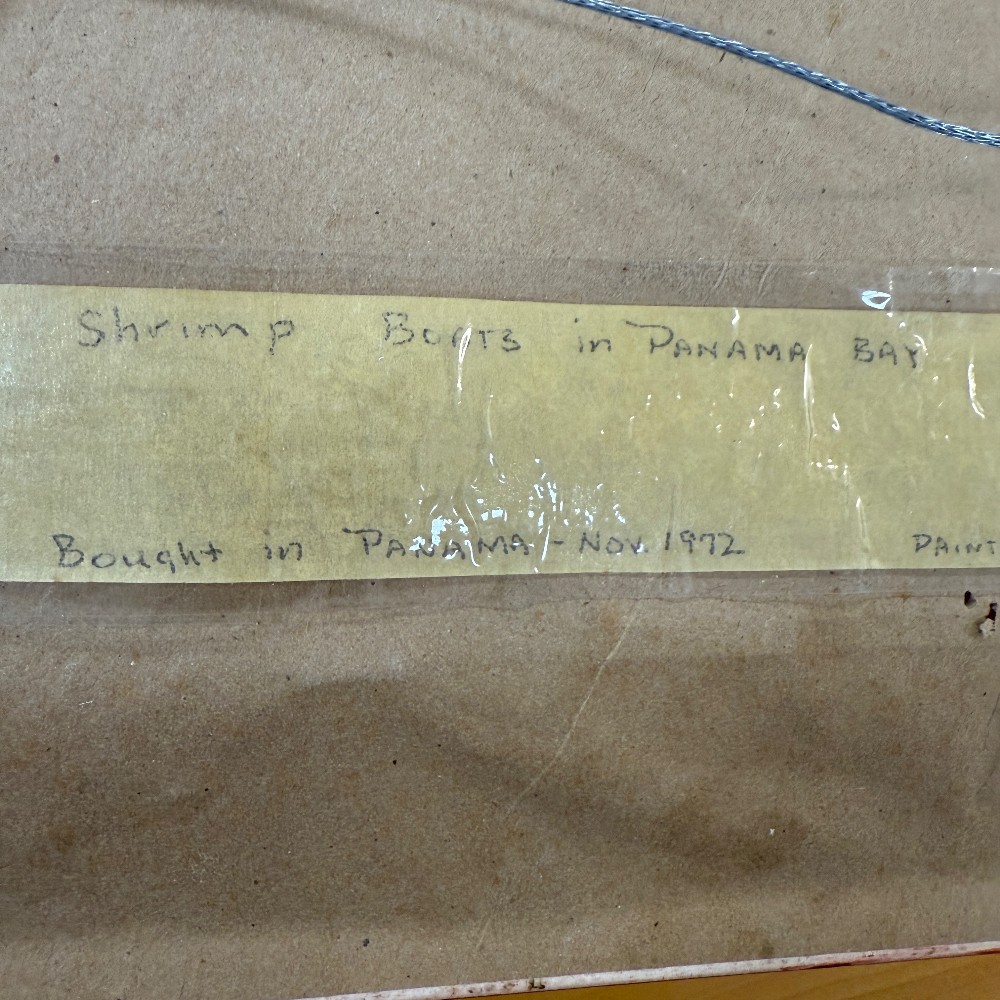 Shrimp Boats in PANAMA BAY
Bought in PANAMA - Nov. 1972 PAINT